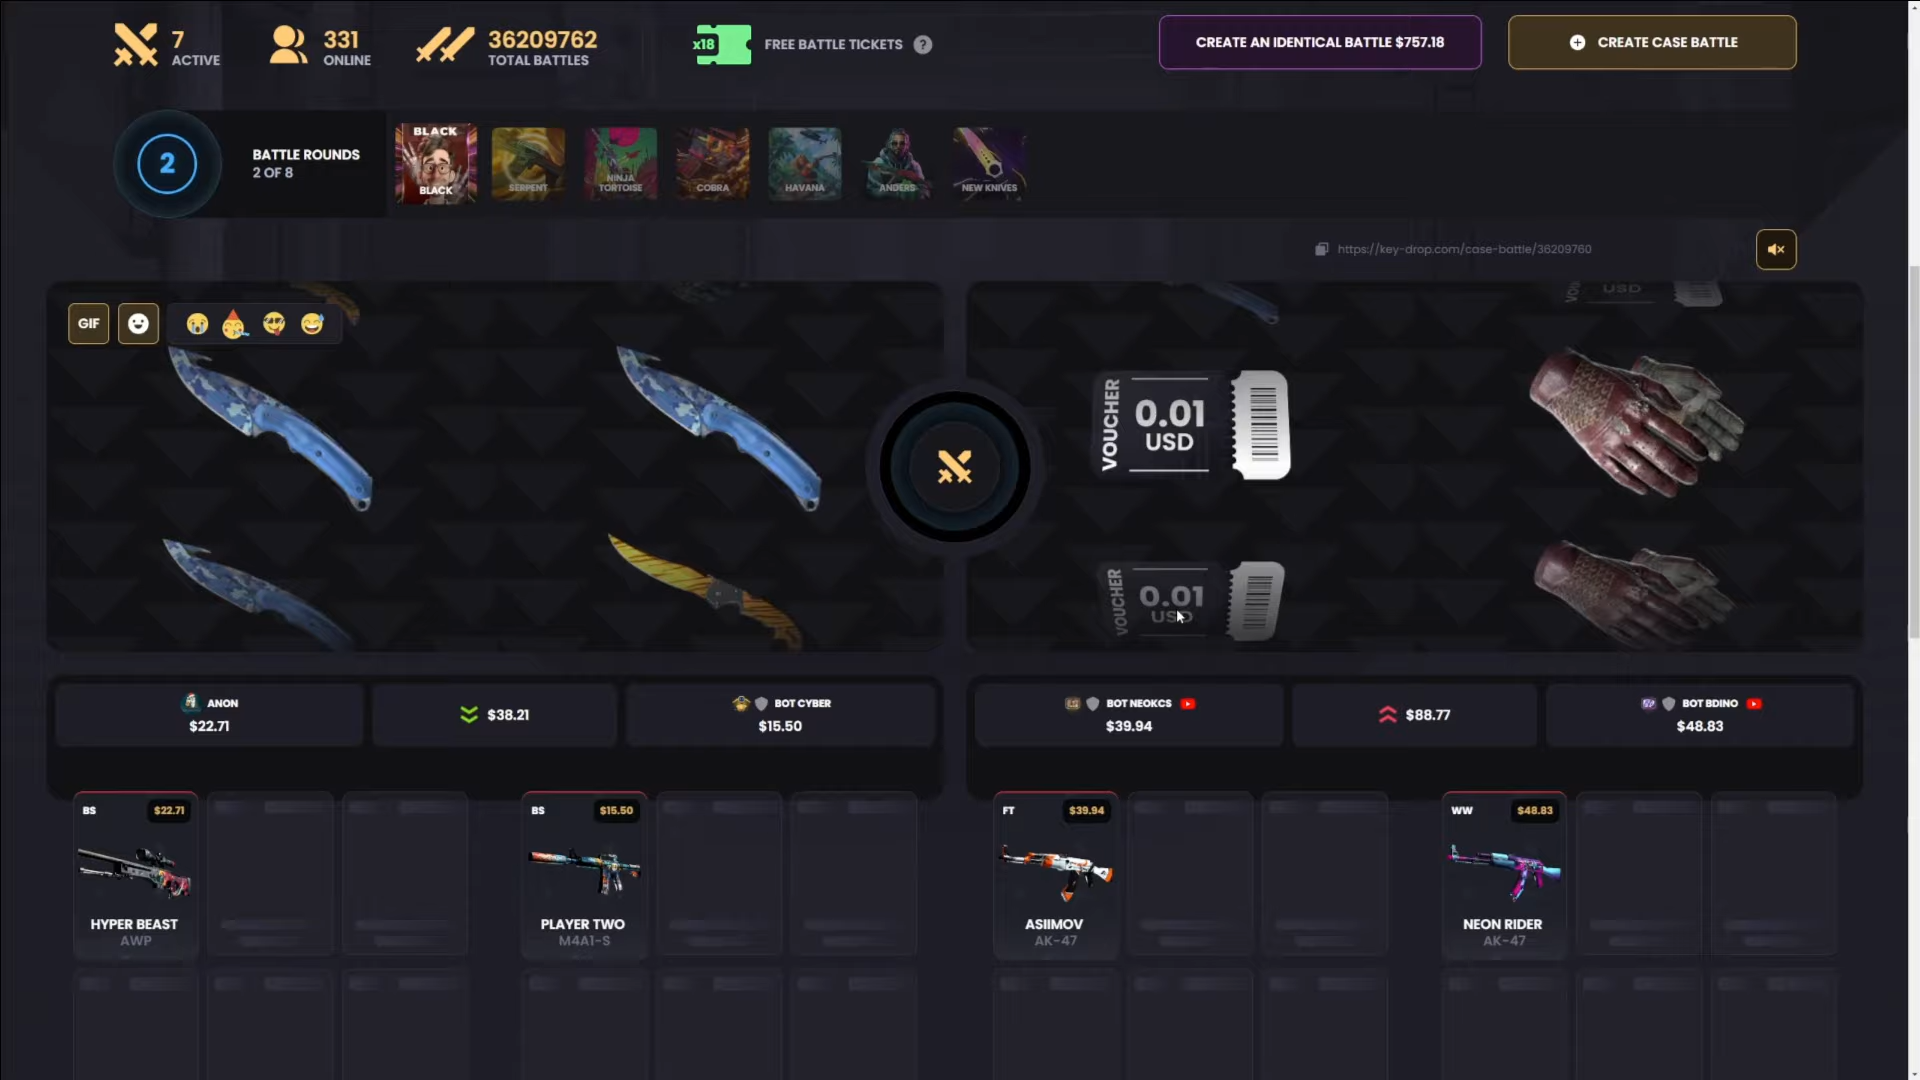 7
ACTIVE
331
ONLINE
36209762
TOTAL BATTLES
x18
FREE BATTLE TICKETS ?
CREATE AN IDENTICAL BATTLE $757.18
CREATE CASE BATTLE
2
BATTLE ROUNDS
2 OF 8
BLACK
BLACK
SERPENT
NINJA
TORTOISE
COBRA
HAVANA
ANDERS
NEW KNIVES
https://key-drop.com/case-battle/36209760
GIF
USD
VOUCHER
0.01
USD
VOUCHER
0.01
USD
ANON
$22.71
$38.21
BOT CYBER
$15.50
BOT NEOKCS
$39.94
$88.77
BOT BDINO
$48.83
BS $22.71
HYPER BEAST
AWP
BS $15.50
PLAYER TWO
M4A1-S
FT $39.94
ASIIMOV
AK-47
WW $48.83
NEON RIDER
AK-47